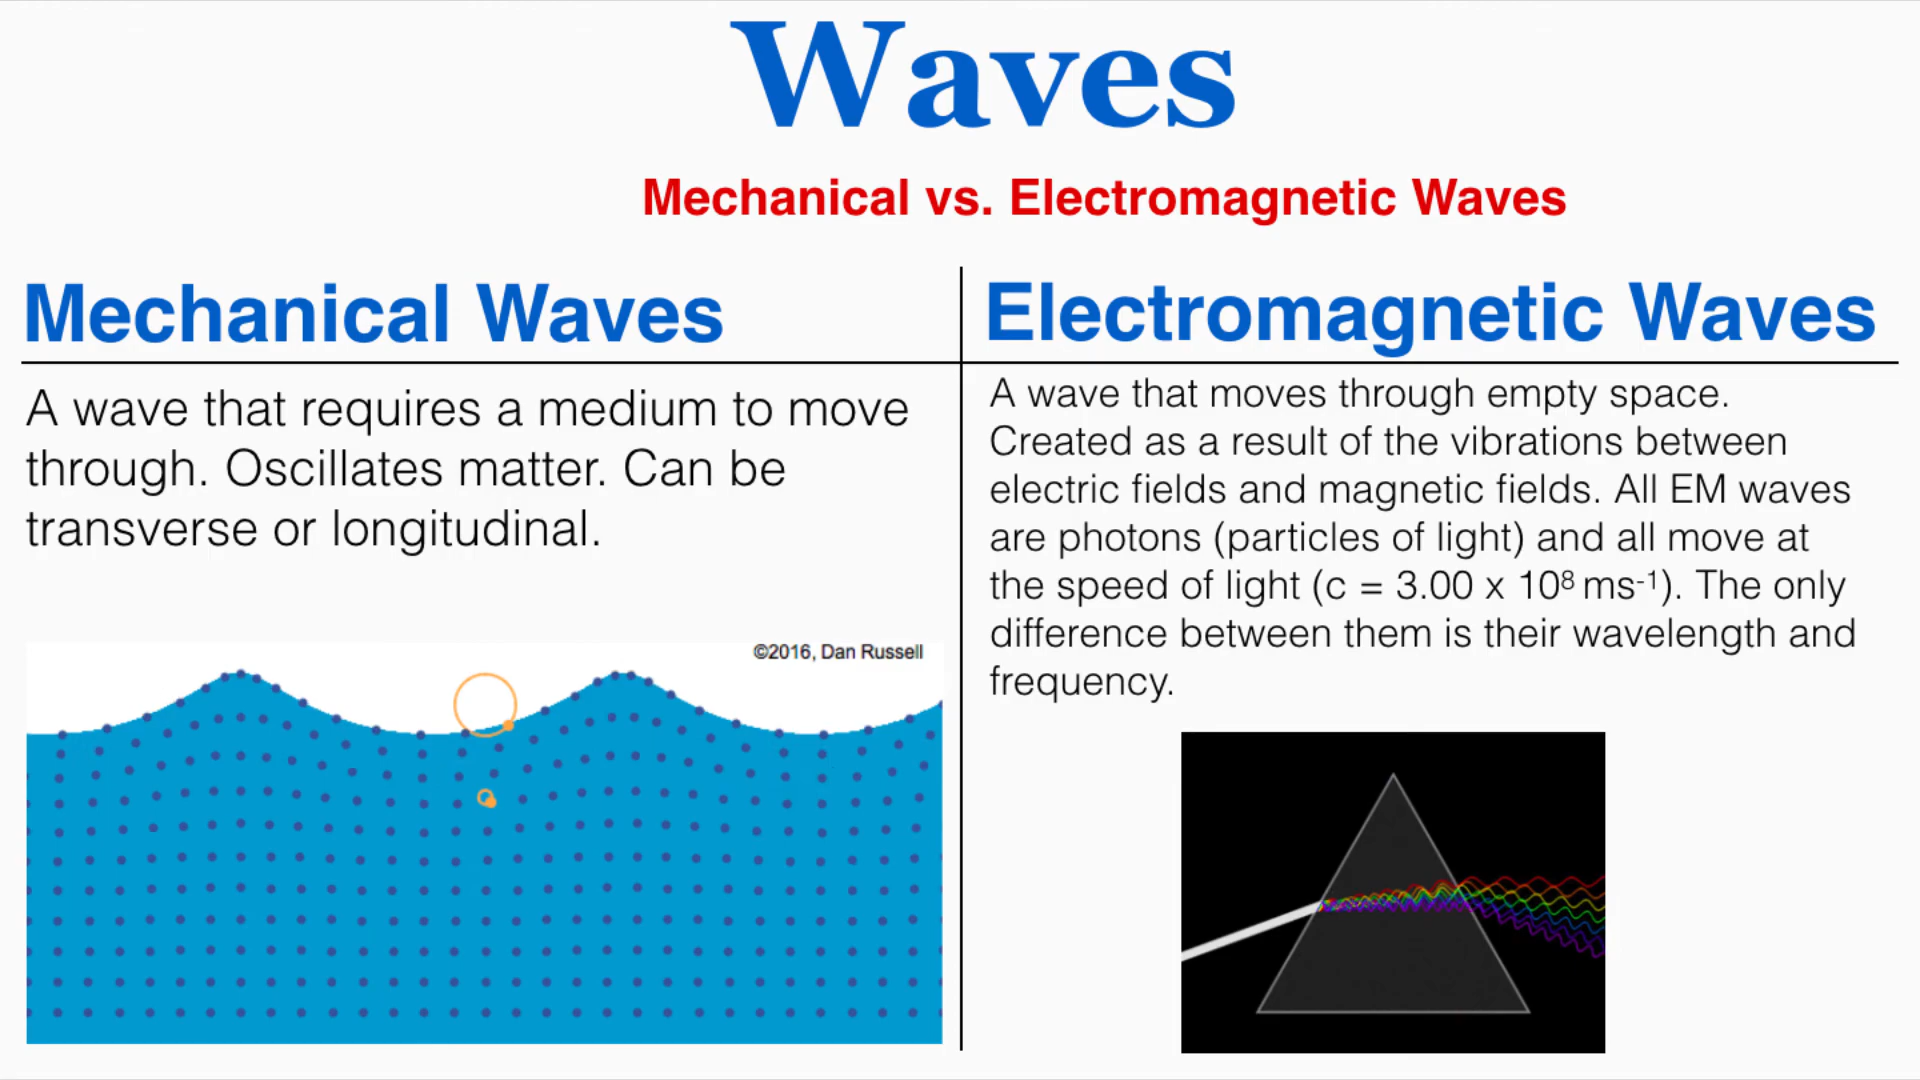 Waves
Mechanical vs. Electromagnetic Waves
Mechanical Waves
A wave that requires a medium to move
through. Oscillates matter. Can be
transverse or longitudinal.
©2016, Dan Russell
Electromagnetic Waves
A wave that moves through empty space.
Created as a result of the vibrations between
electric fields and magnetic fields. All EM waves
are photons (particles of light) and all move at
the speed of light (c = 3.00 x 10⁸ ms⁻¹). The only
difference between them is their wavelength and
frequency.